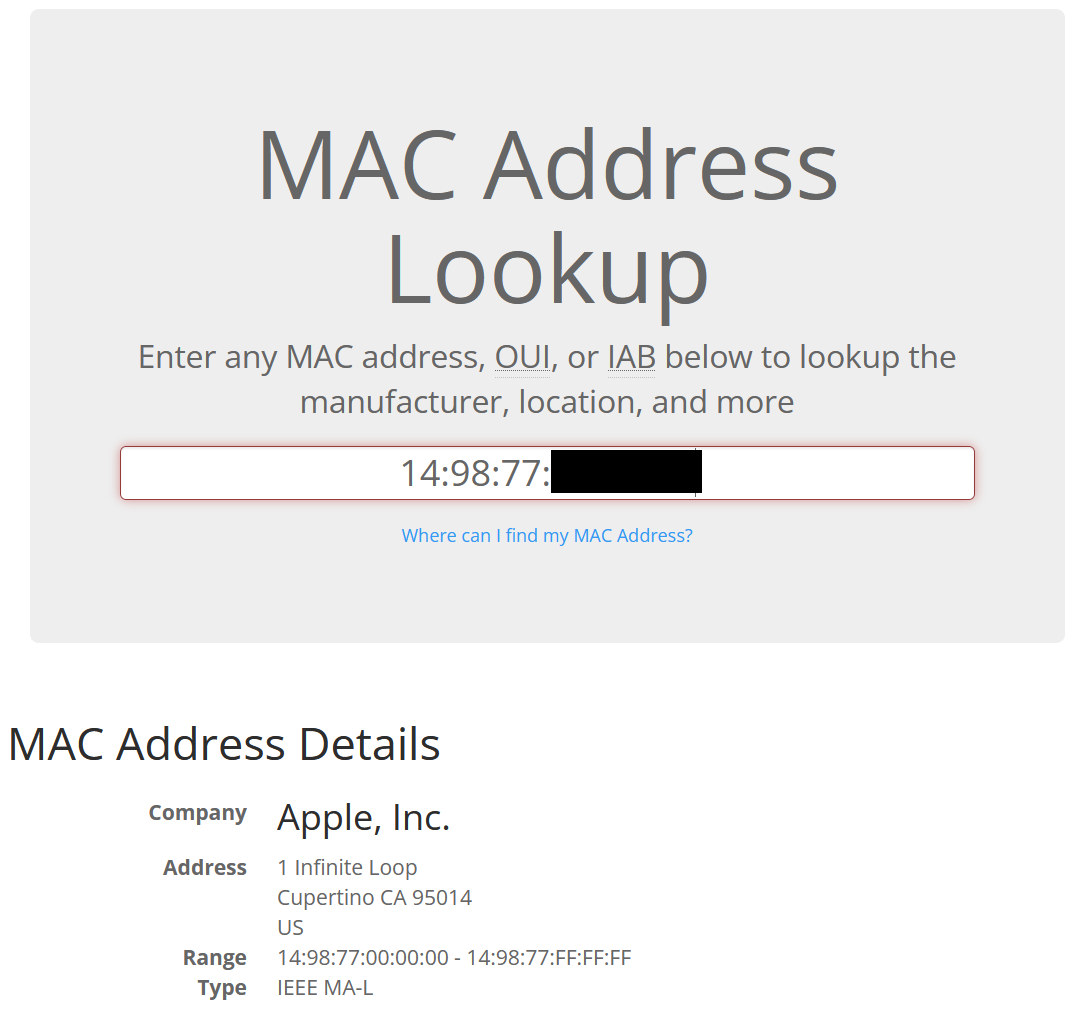 MAC Address
Lookup
Enter any MAC address, OUI, or IAB below to lookup the
manufacturer, location, and more
14:98:77:
Where can I find my MAC Address?
MAC Address Details
Company Apple, Inc.
Address 1 Infinite Loop
Cupertino CA 95014
US
Range 14:98:77:00:00:00 - 14:98:77:FF:FF:FF
Type IEEE MA-L